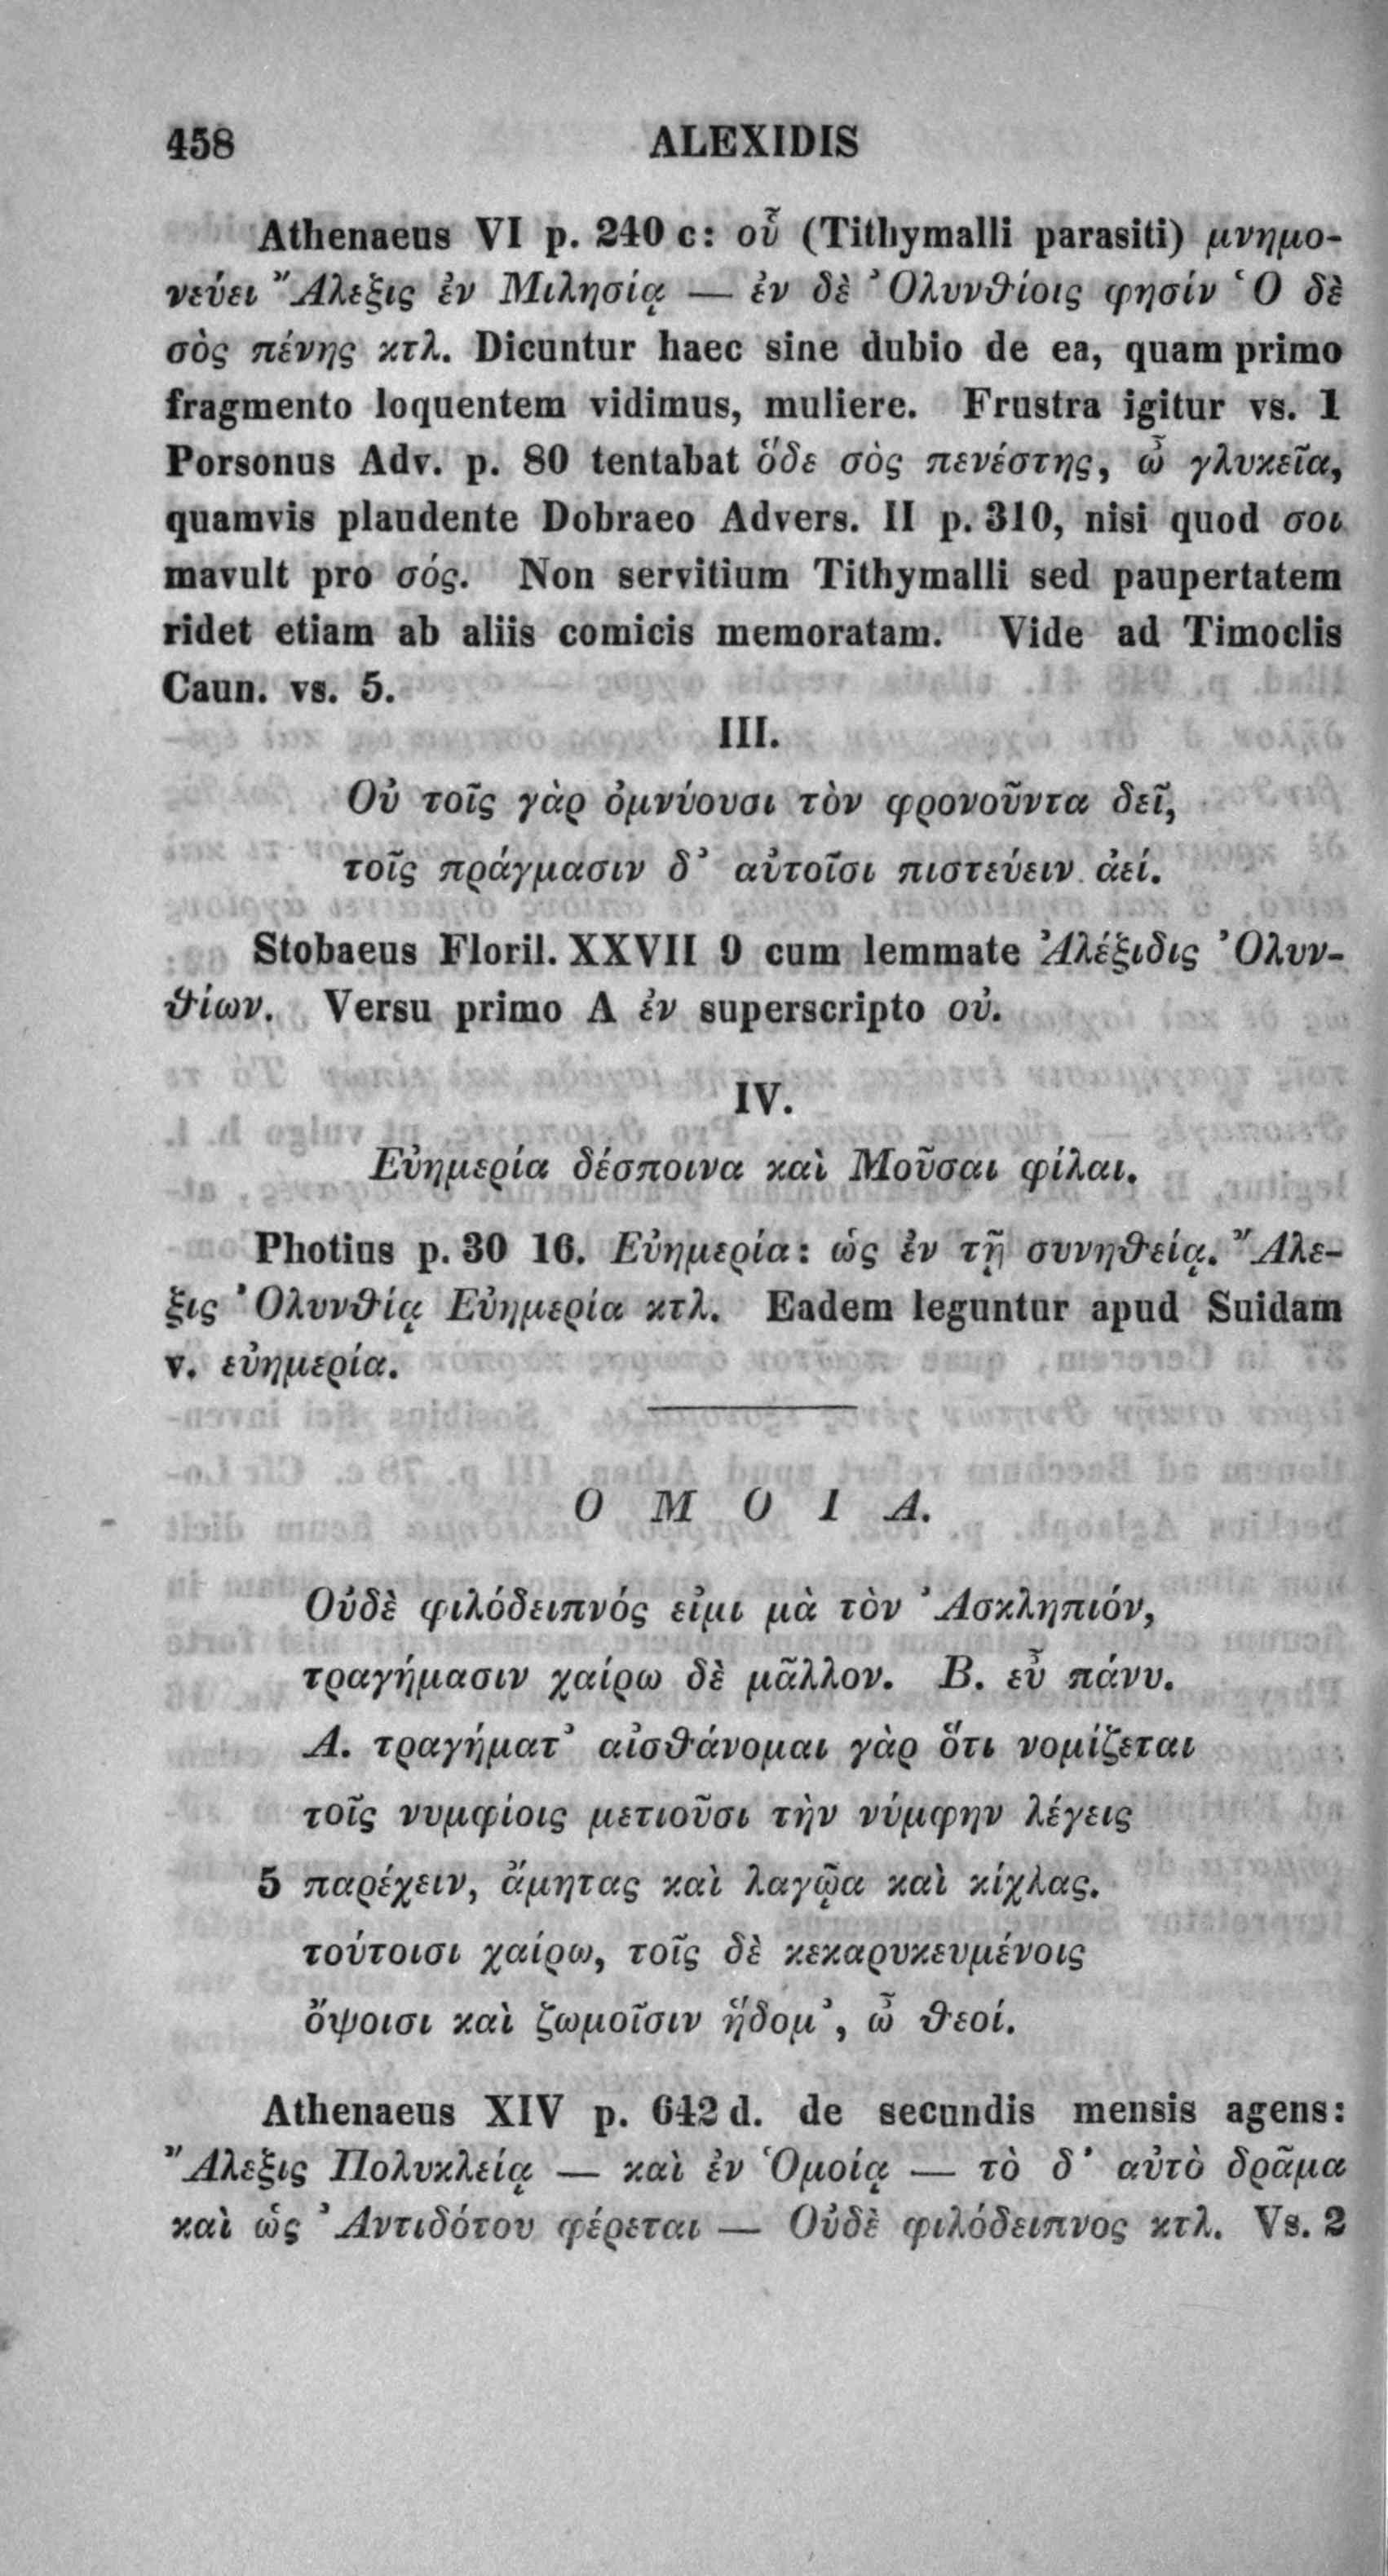 458 ALEXIDIS
Athenaeus VI p. 240 c: οὗ (Tithymalli parasiti) μνημο-
νεύει Ἄλεξις ἐν Μιλησίᾳ — ἐν δὲ Ὀλυνθίοις φησίν Ὁ δὲ
σὸς πένης κτλ. Dicuntur haec sine dubio de ea, quam primo
fragmento loquentem vidimus, muliere. Frustra igitur vs. 1
Porsonus Adv. p. 80 tentabat ὅδε σὸς πενέστης, ὦ γλυκεῖα,
quamvis plaudente Dobraeo Advers. II p. 310, nisi quod σοι
mavult pro σός. Non servitium Tithymalli sed paupertatem
ridet etiam ab aliis comicis memoratam. Vide ad Timoclis
Caun. vs. 5.
III.
Οὐ τοῖς γὰρ ὀμνύουσι τὸν φρονοῦντα δεῖ,
τοῖς πράγμασιν δ᾽ αὐτοῖσι πιστεύειν ἀεί.
Stobaeus Floril. XXVII 9 cum lemmate Ἀλέξιδις Ὀλυν-
θίων. Versu primo A ἐν superscripto οὐ.
IV.
Εὐημερία δέσποινα καὶ Μοῦσαι φίλαι.
Photius p. 30 16. Εὐημερία: ὡς ἐν τῇ συνηθείᾳ. Ἄλε-
ξις Ὀλυνθίᾳ Εὐημερία κτλ. Eadem leguntur apud Suidam
v. εὐημερία.
Ο Μ Ο Ι Α.
Οὐδὲ φιλόδειπνός εἰμι μὰ τὸν Ἀσκληπιόν,
τραγήμασιν χαίρω δὲ μᾶλλον. Β. εὖ πάνυ.
Α. τραγήματ᾽ αἰσθάνομαι γὰρ ὅτι νομίζεται
τοῖς νυμφίοις μετιοῦσι τὴν νύμφην λέγεις
5 παρέχειν, ἄμητας καὶ λαγῷα καὶ κίχλας.
τούτοισι χαίρω, τοῖς δὲ κεκαρυκευμένοις
ὄψοισι καὶ ζωμοῖσιν ἥδομ᾽, ὦ θεοί.
Athenaeus XIV p. 642 d. de secundis mensis agens:
Ἄλεξις Πολυκλείᾳ — καὶ ἐν Ὁμοίᾳ — τὸ δ᾽ αὐτὸ δρᾶμα
καὶ ὡς Ἀντιδότου φέρεται — Οὐδὲ φιλόδειπνος κτλ. Vs. 2